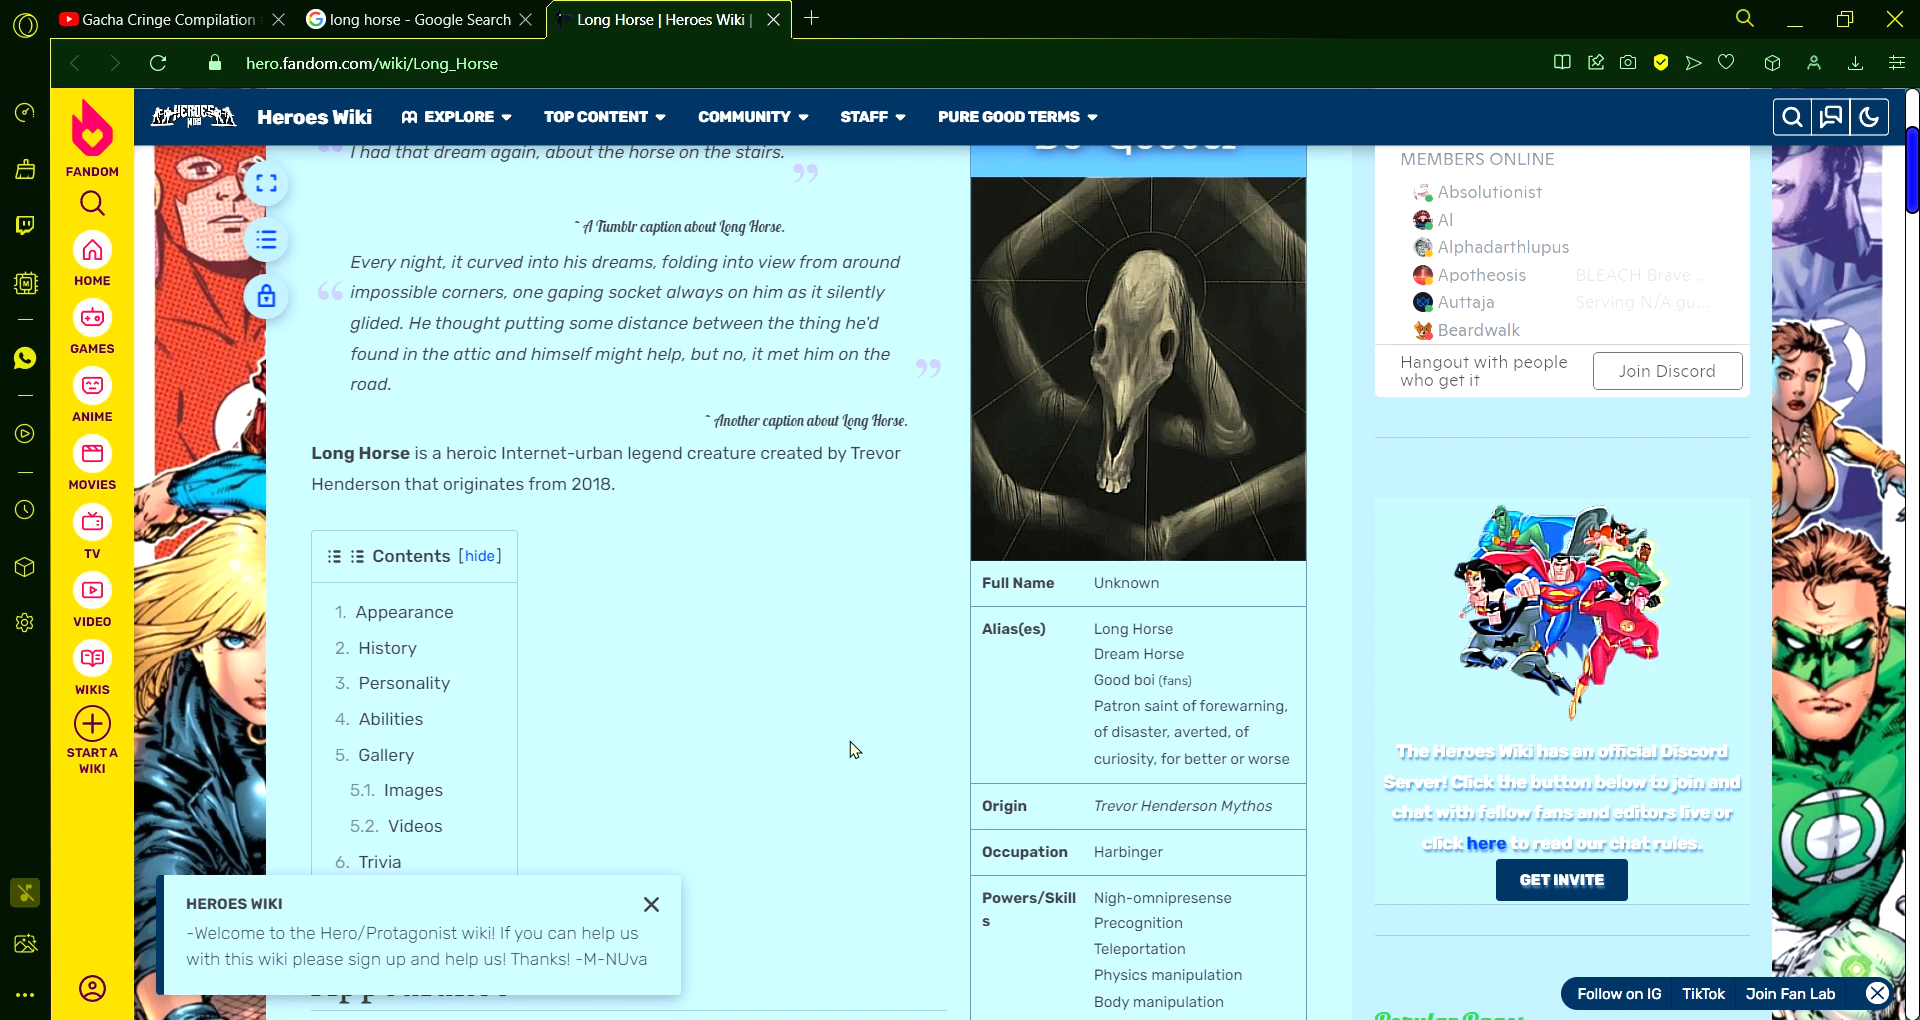 Gacha Cringe Compilation
long horse - Google Search
Long Horse | Heroes Wiki |
hero.fandom.com/wiki/Long_Horse
HEROES WIKI
Heroes Wiki
EXPLORE
TOP CONTENT
COMMUNITY
STAFF
PURE GOOD TERMS
FANDOM
HOME
GAMES
ANIME
MOVIES
TV
VIDEO
WIKIS
START A
WIKI
I had that dream again, about the horse on the stairs.
~ A Tumblr caption about Long Horse.
Every night, it curved into his dreams, folding into view from around
impossible corners, one gaping socket always on him as it silently
glided. He thought putting some distance between the thing he'd
found in the attic and himself might help, but no, it met him on the
road.
~ Another caption about Long Horse.
Long Horse is a heroic Internet-urban legend creature created by Trevor
Henderson that originates from 2018.
Contents [hide]
1. Appearance
2. History
3. Personality
4. Abilities
5. Gallery
5.1. Images
5.2. Videos
6. Trivia
HEROES WIKI
-Welcome to the Hero/Protagonist wiki! If you can help us
with this wiki please sign up and help us! Thanks! -M-NUva
Full Name Unknown
Alias(es) Long Horse
Dream Horse
Good boi (fans)
Patron saint of forewarning,
of disaster, averted, of
curiosity, for better or worse
Origin Trevor Henderson Mythos
Occupation Harbinger
Powers/Skill
s
Nigh-omnipresense
Precognition
Teleportation
Physics manipulation
Body manipulation
MEMBERS ONLINE
Absolutionist
Al
Alphadarthlupus
Apotheosis BLEACH Brave ...
Auttaja Serving N/A gu...
Beardwalk
Hangout with people
who get it
Join Discord
The Heroes Wiki has an official Discord
Server! Click the button below to join and
chat with fellow fans and editors live or
click here to read our chat rules.
GET INVITE
Follow on IG
TikTok
Join Fan Lab